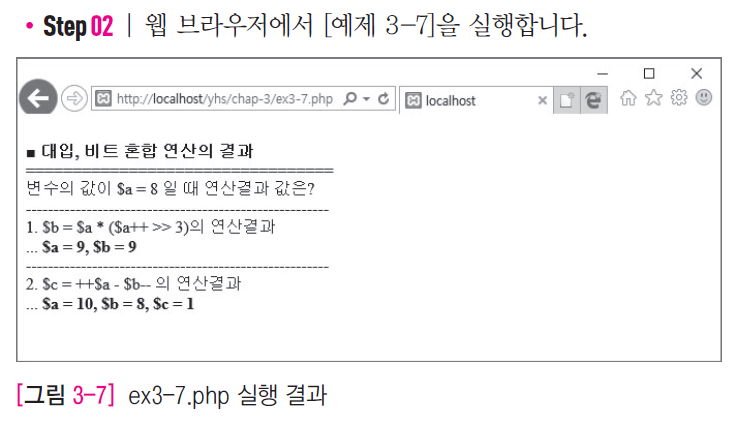 • Step 02 | 웹 브라우저에서 [예제 3-7]을 실행합니다.
http://localhost/yhs/chap-3/ex3-7.php
localhost
■ 대입, 비트 혼합 연산의 결과
==================================
변수의 값이 $a = 8 일 때 연산결과 값은?
---------------------------------------------------------
1. $b = $a * ($a++ >> 3)의 연산결과
... $a = 9, $b = 9
---------------------------------------------------------
2. $c = ++$a - $b-- 의 연산결과
... $a = 10, $b = 8, $c = 1
[그림 3-7] ex3-7.php 실행 결과